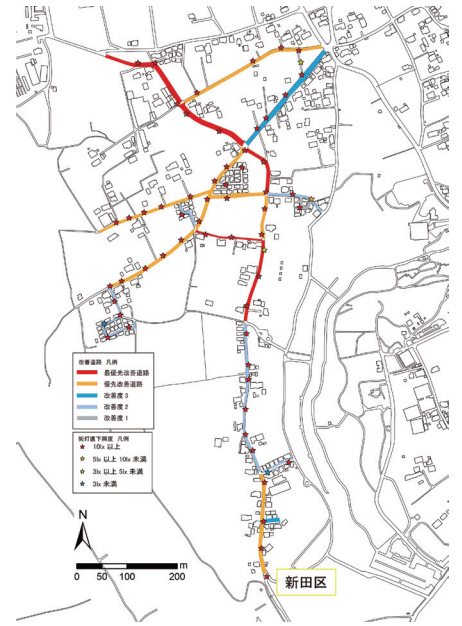 改善道路 凡例
最優先改善道路
優先改善道路
改善度 3
改善度 2
改善度 1
街灯直下照度 凡例
10lx 以上
5lx 以上 10lx 未満
3lx 以上 5lx 未満
3lx 未満
N
m
0 50 100 200
新田区